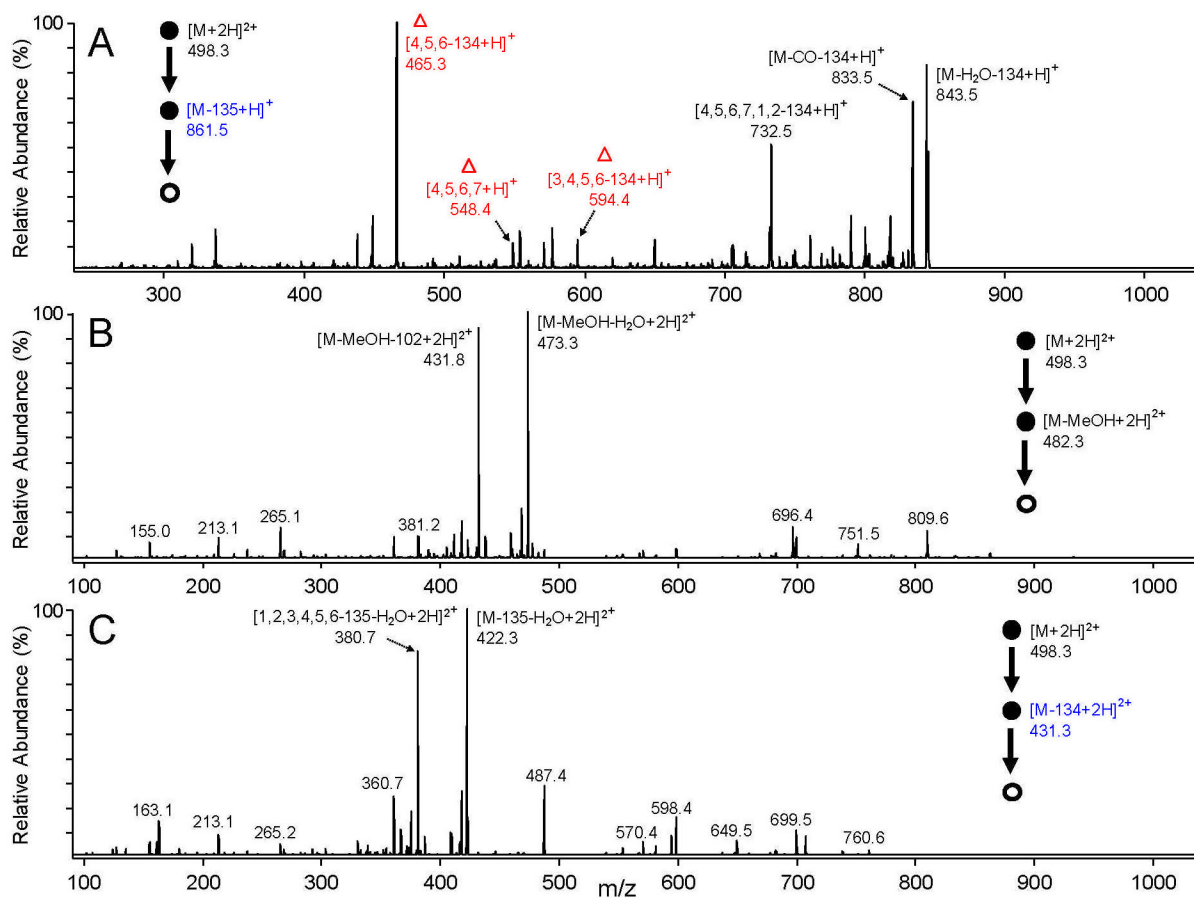 A
Relative Abundance (%)
100
[M+2H]²⁺
498.3
[M-135+H]⁺
861.5
Δ
[4,5,6-134+H]⁺
465.3
Δ
[4,5,6,7+H]⁺
548.4
Δ
[3,4,5,6-134+H]⁺
594.4
[4,5,6,7,1,2-134+H]⁺
732.5
[M-CO-134+H]⁺
833.5
[M-H₂O-134+H]⁺
843.5
300 400 500 600 700 800 900 1000
B
Relative Abundance (%)
100
[M-MeOH-102+2H]²⁺
431.8
[M-MeOH-H₂O+2H]²⁺
473.3
[M+2H]²⁺
498.3
[M-MeOH+2H]²⁺
482.3
155.0 213.1 265.1 381.2 696.4 751.5 809.6
100 200 300 400 500 600 700 800 900 1000
C
Relative Abundance (%)
100
[1,2,3,4,5,6-135-H₂O+2H]²⁺
380.7
[M-135-H₂O+2H]²⁺
422.3
[M+2H]²⁺
498.3
[M-134+2H]²⁺
431.3
163.1 213.1 265.2 360.7 487.4 570.4 598.4 649.5 699.5 760.6
100 200 300 400 500 600 700 800 900 1000
m/z